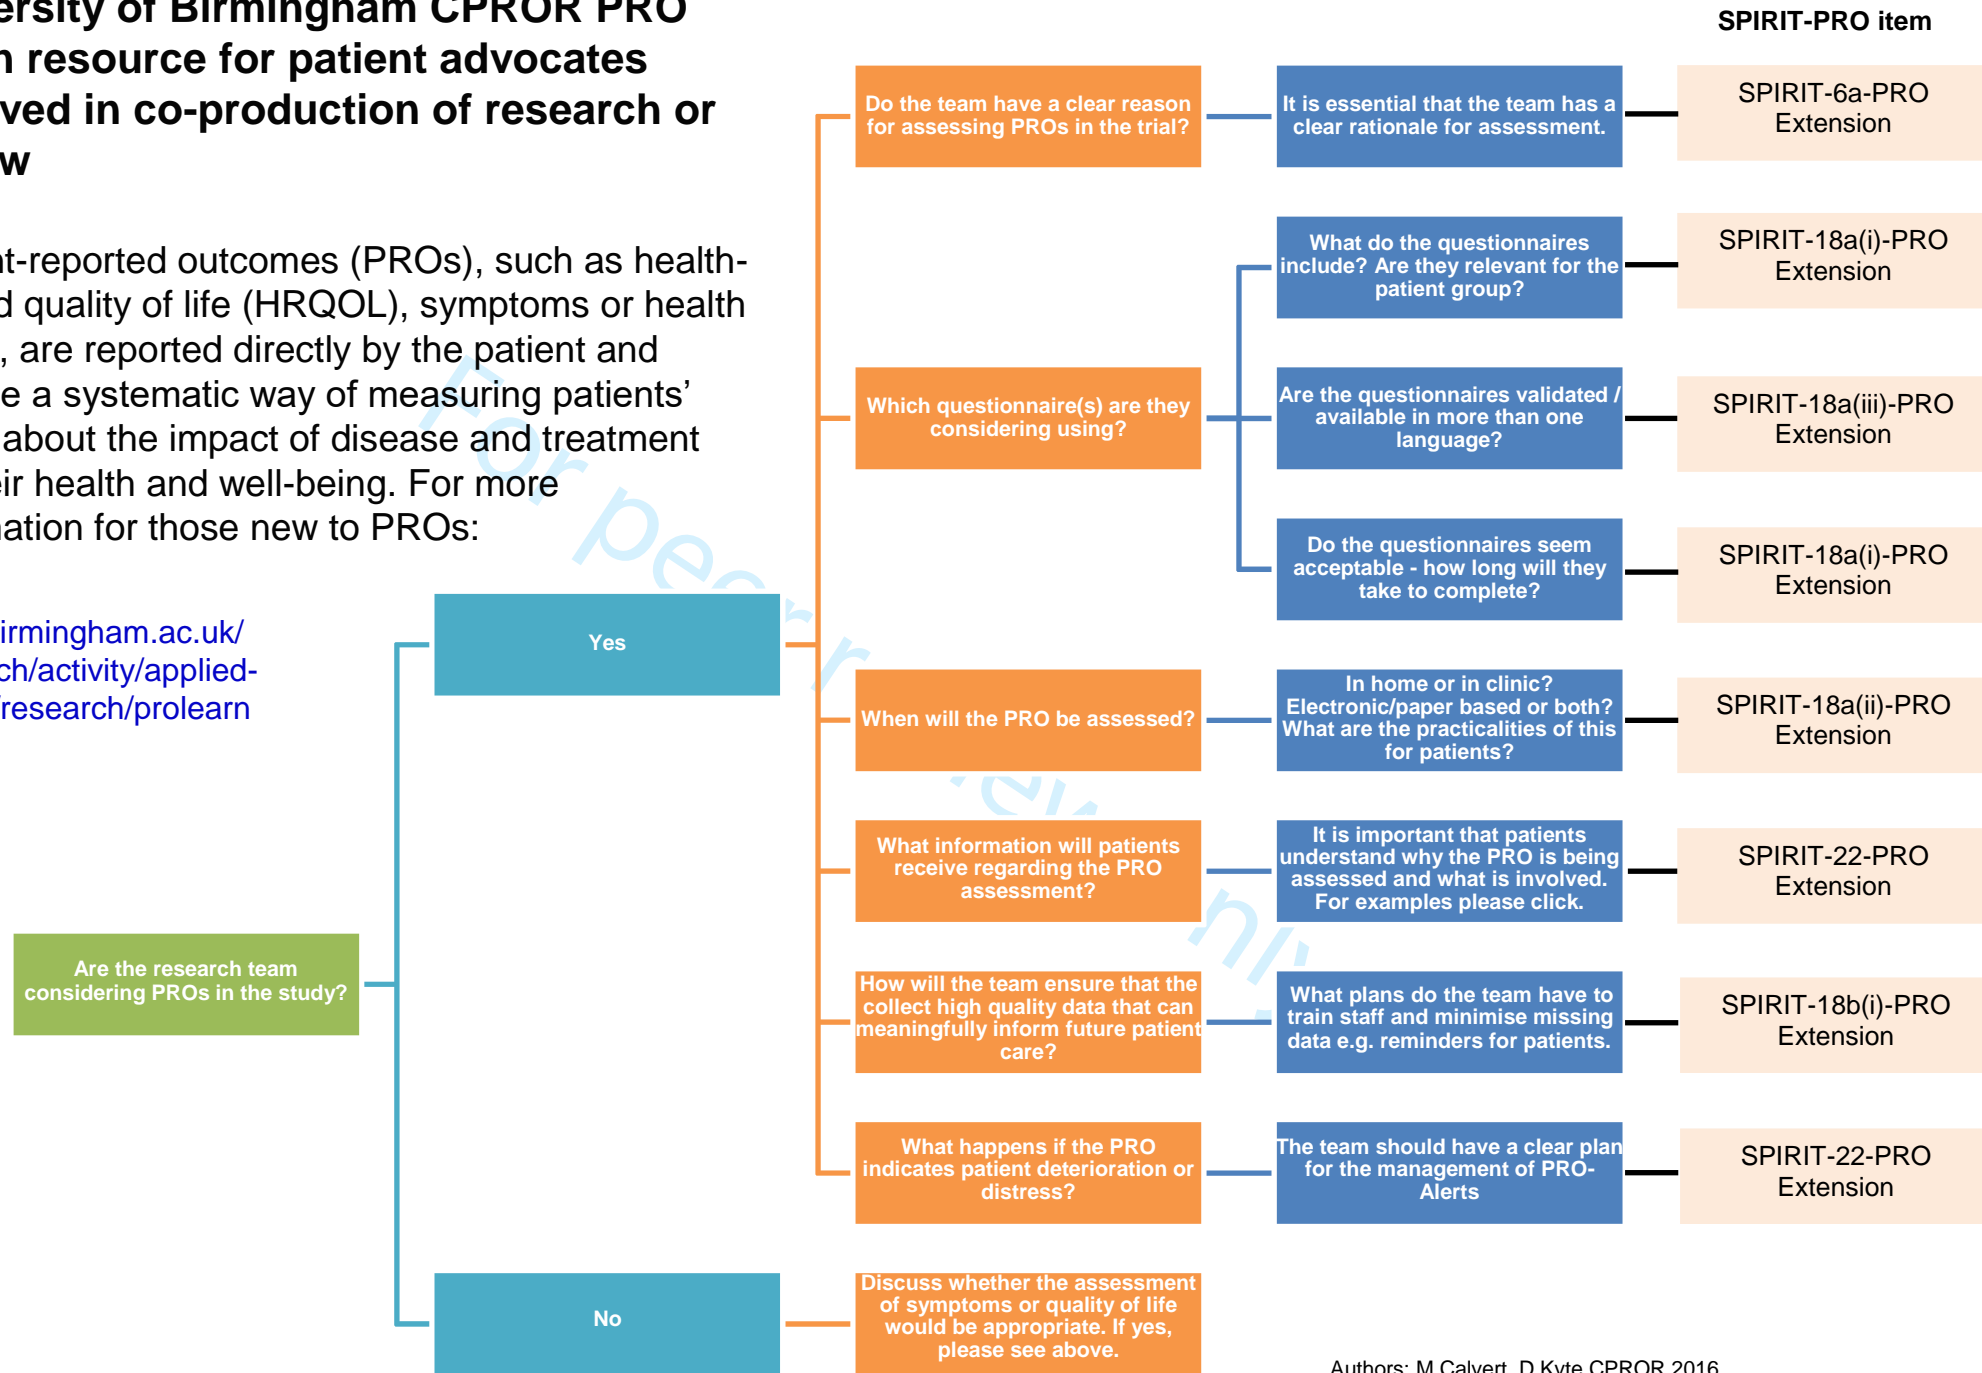 ersity of Birmingham CPROR PRO
n resource for patient advocates
ved in co-production of research or
w
nt-reported outcomes (PROs), such as health-
d quality of life (HRQOL), symptoms or health
, are reported directly by the patient and
e a systematic way of measuring patients’
about the impact of disease and treatment
eir health and well-being. For more
nation for those new to PROs:
irmingham.ac.uk/
ch/activity/applied-
/research/prolearn
Are the research team
considering PROs in the study?
Yes
No
Do the team have a clear reason
for assessing PROs in the trial?
It is essential that the team has a
clear rationale for assessment.
SPIRIT-PRO item
SPIRIT-6a-PRO
Extension
Which questionnaire(s) are they
considering using?
What do the questionnaires
include? Are they relevant for the
patient group?
SPIRIT-18a(i)-PRO
Extension
Are the questionnaires validated /
available in more than one
language?
SPIRIT-18a(iii)-PRO
Extension
Do the questionnaires seem
acceptable - how long will they
take to complete?
SPIRIT-18a(i)-PRO
Extension
When will the PRO be assessed?
In home or in clinic?
Electronic/paper based or both?
What are the practicalities of this
for patients?
SPIRIT-18a(ii)-PRO
Extension
What information will patients
receive regarding the PRO
assessment?
It is important that patients
understand why the PRO is being
assessed and what is involved.
For examples please click.
SPIRIT-22-PRO
Extension
How will the team ensure that the
collect high quality data that can
meaningfully inform future patient
care?
What plans do the team have to
train staff and minimise missing
data e.g. reminders for patients.
SPIRIT-18b(i)-PRO
Extension
What happens if the PRO
indicates patient deterioration or
distress?
The team should have a clear plan
for the management of PRO-
Alerts
SPIRIT-22-PRO
Extension
Discuss whether the assessment
of symptoms or quality of life
would be appropriate. If yes,
please see above.
Authors: M Calvert, D Kyte CPROR 2016
For peer